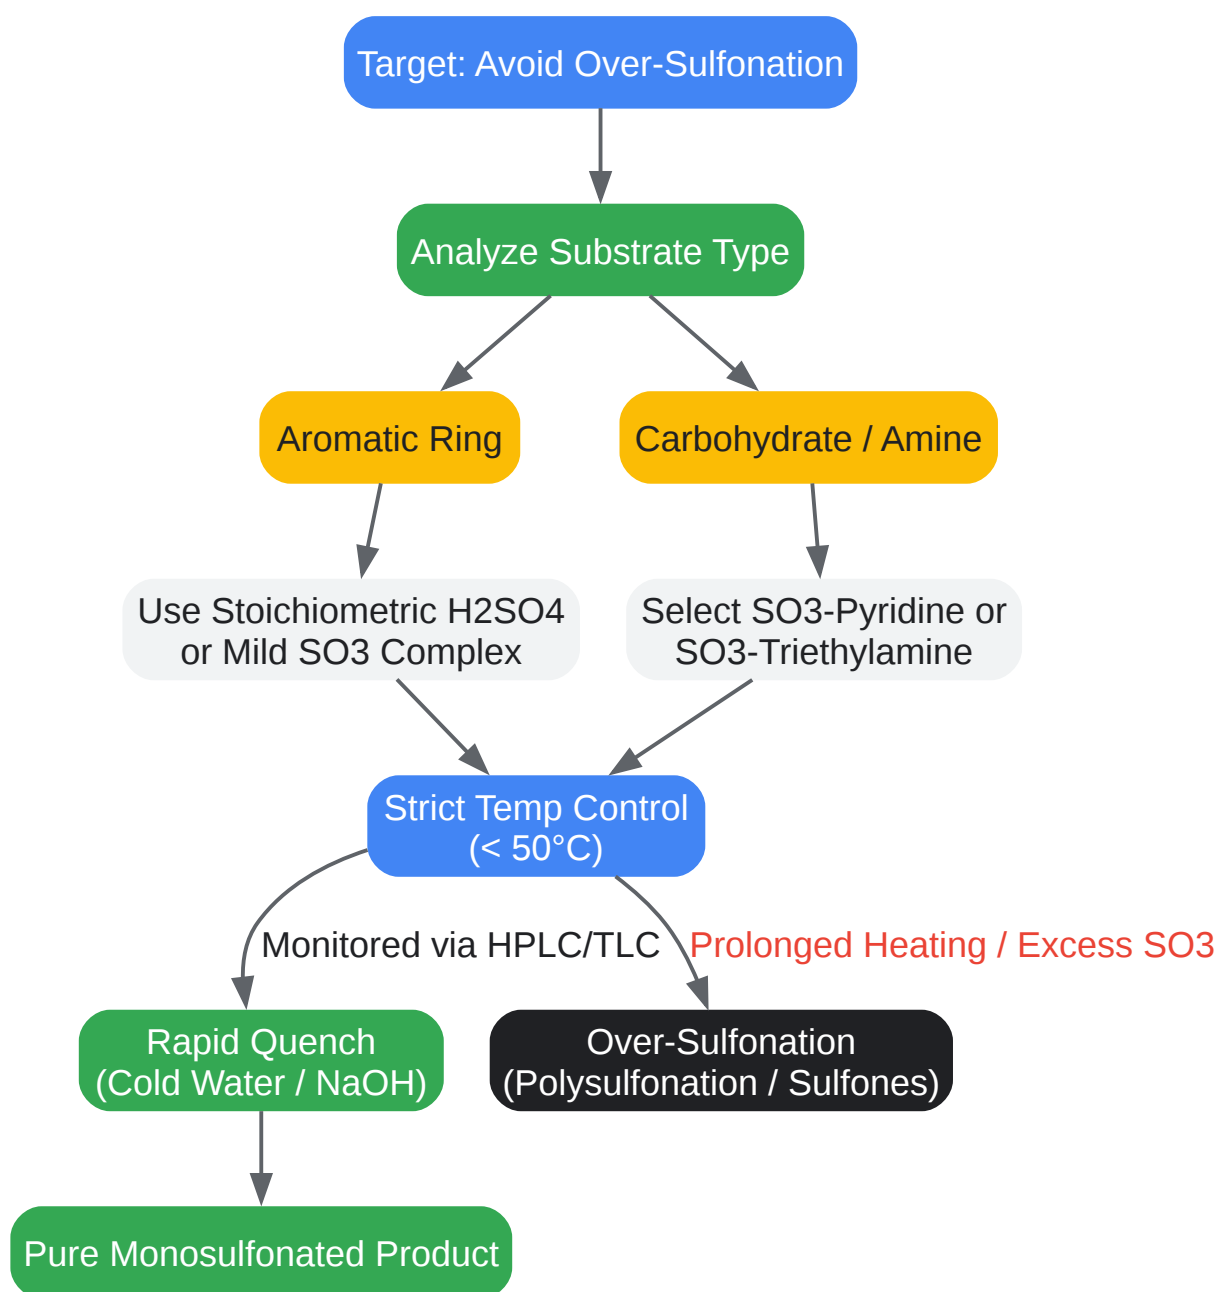 Target: Avoid Over-Sulfonation
Analyze Substrate Type
Aromatic Ring
Carbohydrate / Amine
Use Stoichiometric H2SO4
or Mild SO3 Complex
Select SO3-Pyridine or
SO3-Triethylamine
Strict Temp Control
(< 50°C)
Monitored via HPLC/TLC
Prolonged Heating / Excess SO3
Rapid Quench
(Cold Water / NaOH)
Over-Sulfonation
(Polysulfonation / Sulfones)
Pure Monosulfonated Product